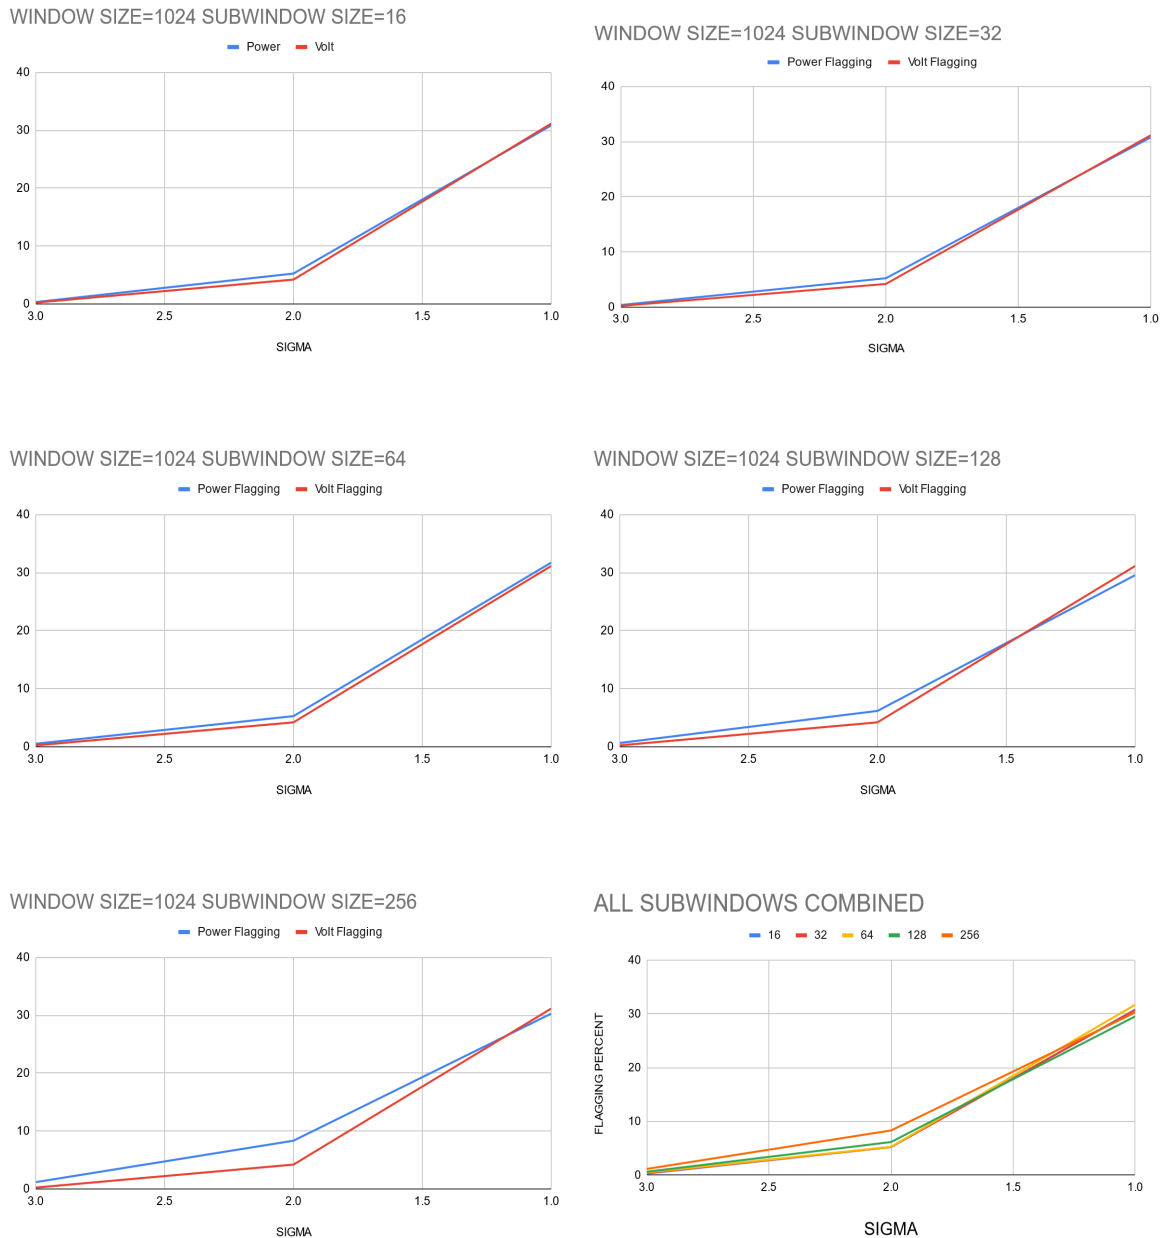 WINDOW SIZE=1024 SUBWINDOW SIZE=16
Power Volt
40
30
20
10
0
3.0 2.5 2.0 1.5 1.0
SIGMA
WINDOW SIZE=1024 SUBWINDOW SIZE=32
Power Flagging Volt Flagging
40
30
20
10
0
3.0 2.5 2.0 1.5 1.0
SIGMA
WINDOW SIZE=1024 SUBWINDOW SIZE=64
Power Flagging Volt Flagging
40
30
20
10
0
3.0 2.5 2.0 1.5 1.0
SIGMA
WINDOW SIZE=1024 SUBWINDOW SIZE=128
Power Flagging Volt Flagging
40
30
20
10
0
3.0 2.5 2.0 1.5 1.0
SIGMA
WINDOW SIZE=1024 SUBWINDOW SIZE=256
Power Flagging Volt Flagging
40
30
20
10
0
3.0 2.5 2.0 1.5 1.0
SIGMA
ALL SUBWINDOWS COMBINED
16 32 64 128 256
FLAGGING PERCENT
40
30
20
10
0
3.0 2.5 2.0 1.5 1.0
SIGMA